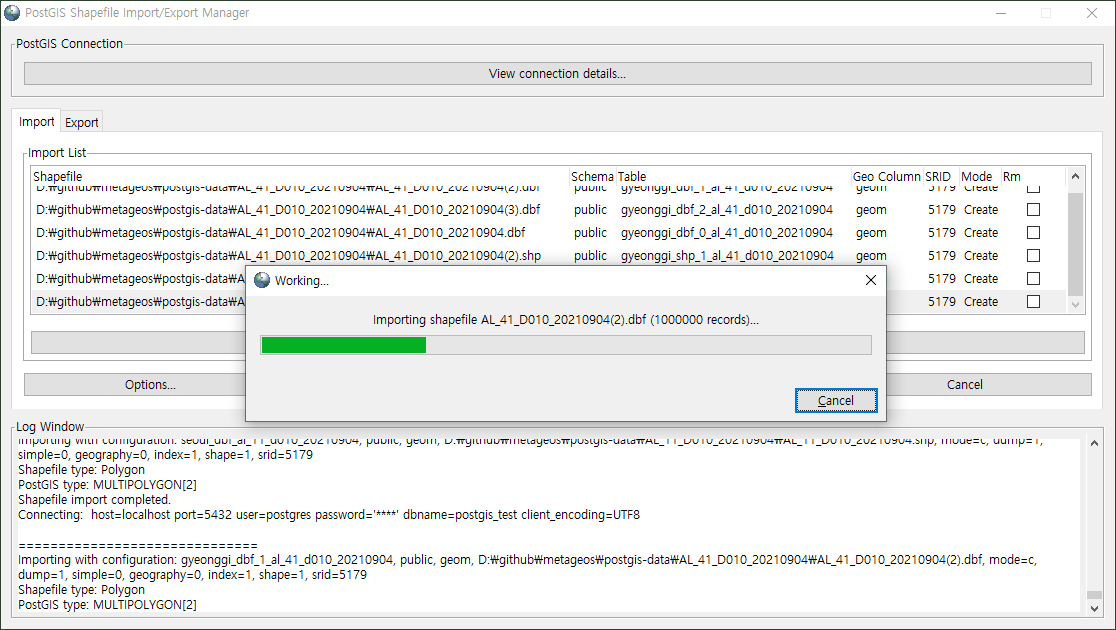 PostGIS Shapefile Import/Export Manager
PostGIS Connection
View connection details...
Import Export
Import List
Shapefile Schema Table Geo Column SRID Mode Rm
D:₩github₩metageos₩postgis-data₩AL_41_D010_20210904₩AL_41_D010_20210904(2).dbf public gyeonggi_dbf_1_al_41_d010_20210904 geom 5179 Create
D:₩github₩metageos₩postgis-data₩AL_41_D010_20210904₩AL_41_D010_20210904(3).dbf public gyeonggi_dbf_2_al_41_d010_20210904 geom 5179 Create
D:₩github₩metageos₩postgis-data₩AL_41_D010_20210904₩AL_41_D010_20210904.dbf public gyeonggi_dbf_0_al_41_d010_20210904 geom 5179 Create
D:₩github₩metageos₩postgis-data₩AL_41_D010_20210904₩AL_41_D010_20210904(2).shp public gyeonggi_shp_1_al_41_d010_20210904 geom 5179 Create
D:₩github₩metageos₩postgis-data₩A 5179 Create
D:₩github₩metageos₩postgis-data₩A 5179 Create
Working...
Importing shapefile AL_41_D010_20210904(2).dbf (1000000 records)...
Cancel
Options... Cancel
Log Window
Importing with configuration: seoul_dbf_al_11_d010_20210904, public, geom, D:₩github₩metageos₩postgis-data₩AL_11_D010_20210904₩AL_11_D010_20210904.shp, mode=c, dump=1,
simple=0, geography=0, index=1, shape=1, srid=5179
Shapefile type: Polygon
PostGIS type: MULTIPOLYGON[2]
Shapefile import completed.
Connecting:  host=localhost port=5432 user=postgres password='****' dbname=postgis_test client_encoding=UTF8
==============================
Importing with configuration: gyeonggi_dbf_1_al_41_d010_20210904, public, geom, D:₩github₩metageos₩postgis-data₩AL_41_D010_20210904₩AL_41_D010_20210904(2).dbf, mode=c,
dump=1, simple=0, geography=0, index=1, shape=1, srid=5179
Shapefile type: Polygon
PostGIS type: MULTIPOLYGON[2]